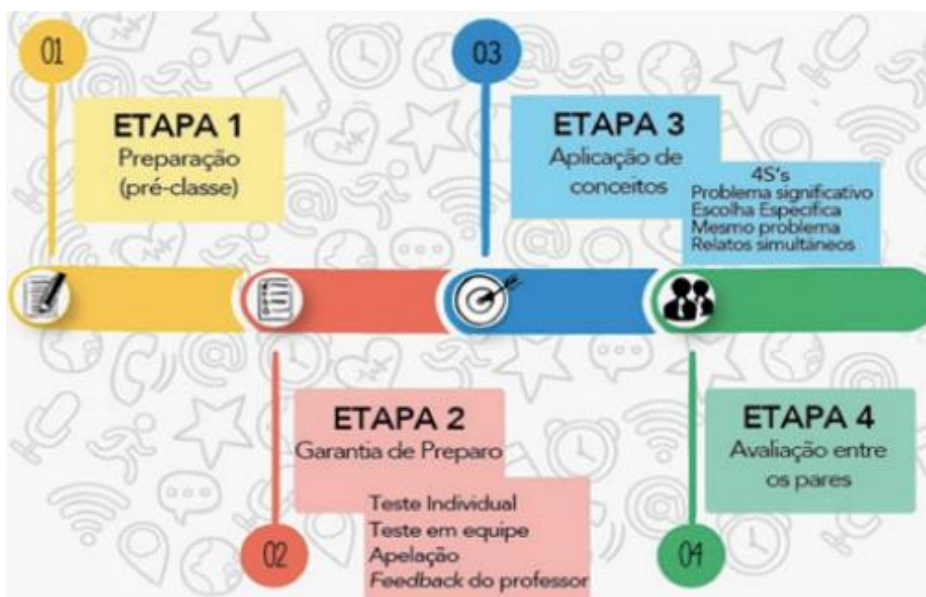 01
ETAPA 1
Preparação
(pré-classe)
03
ETAPA 3
Aplicação de
conceitos
4S's
Problema significativo
Escolha Específica
Mesmo problema
Relatos simultáneos
ETAPA 2
Garantia de Preparo
Teste Individual
Teste em equipe
Apelação
Feedback do professor
02
ETAPA 4
Avaliação entre
os pares
04